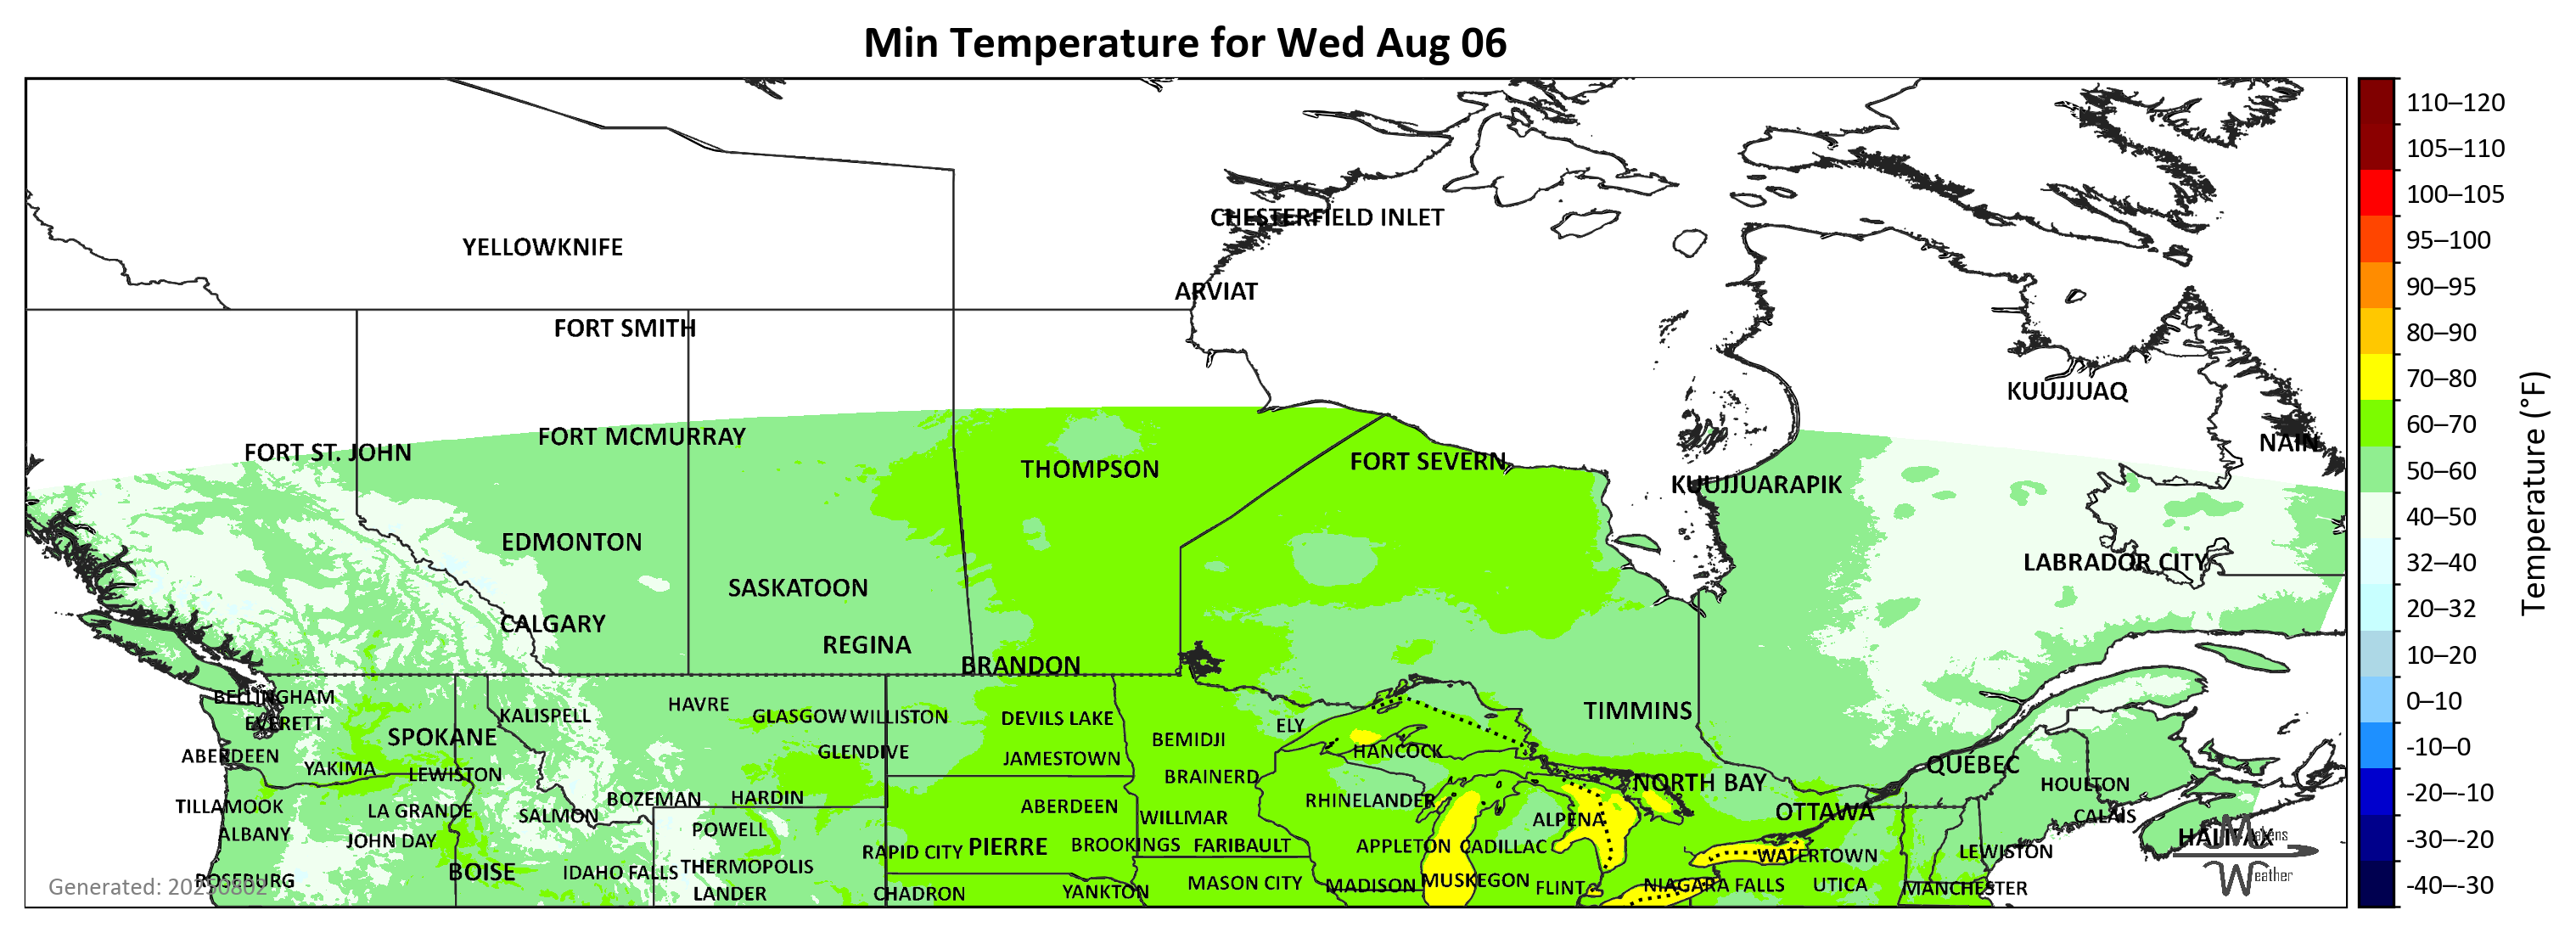 Min Temperature for Wed Aug 06
CHESTERFIELD INLET
YELLOWKNIFE
ARVIAT
FORT SMITH
KUUJJUAQ
FORT MCMURRAY
FORT ST. JOHN
NAIN
THOMPSON
FORT SEVERN
KUUJJUARAPIK
EDMONTON
LABRADOR CITY
SASKATOON
CALGARY
REGINA
BRANDON
BELLINGHAM
HAVRE
KALISPELL
GLASGOW
WILLISTON
DEVILS LAKE
TIMMINS
EVERETT
ELY
SPOKANE
BEMIDJI
GLENDIVE
HANCOCK
ABERDEEN
JAMESTOWN
QUÉBEC
YAKIMA
LEWISTON
BRAINERD
NORTH BAY
HOULTON
BOZEMAN
HARDIN
RHINELANDER
TILLAMOOK
LA GRANDE
ABERDEEN
SALMON
WILLMAR
OTTAWA
CALAIS
ALPENA
POWELL
ALBANY
HALIFAX
JOHN DAY
RAPID CITY
PIERRE
BROOKINGS
FARIBAULT
APPLETON
CADILLAC
WATERTOWN
LEWISTON
BOISE
IDAHO FALLS
THERMOPOLIS
ROSEBURG
MUSKEGON
MASON CITY
MADISON
FLINT
NIAGARA FALLS
UTICA
MANCHESTER
LANDER
CHADRON
YANKTON
Generated: 20250802
Makens
Weather
110–120
105–110
100–105
95–100
90–95
80–90
70–80
60–70
50–60
40–50
32–40
20–32
10–20
0–10
-10–0
-20–-10
-30–-20
-40–-30
Temperature (°F)